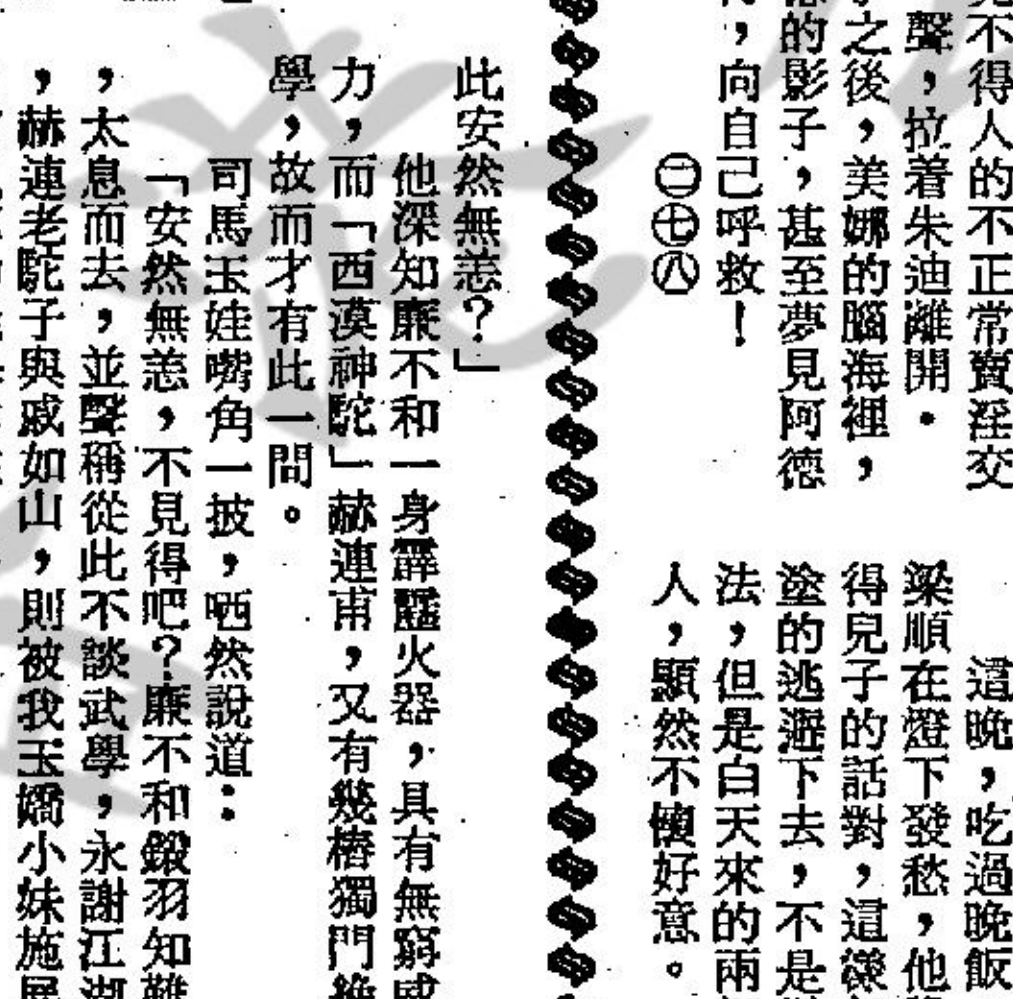 不得人的不正常賣淫交
聲，拉着朱迪離開。
之後，美娜的腦海裡，
的影子，甚至夢見阿德
，向自己呼救！
㊁㊆㊇
這晚，吃過晚飯
梁順在燈下發愁，他
得兒子的話對，這樣
塗的逃避下去，不是
法，但是白天來的兩
人，顯然不懷好意。
此安然無恙？」
他深知廉不和一身霹靂火器，具有無窮威
力，而「西漠神駝」赫連甫，又有幾樁獨門絕
學，故而才有此一問。
司馬玉娃嘴角一披，哂然說道：
「安然無恙，不見得吧？廉不和鎩羽知難
，太息而去，並聲稱從此不談武學，永謝江湖
，赫連老駝子與戚如山，則被我玉嬌小妹施展